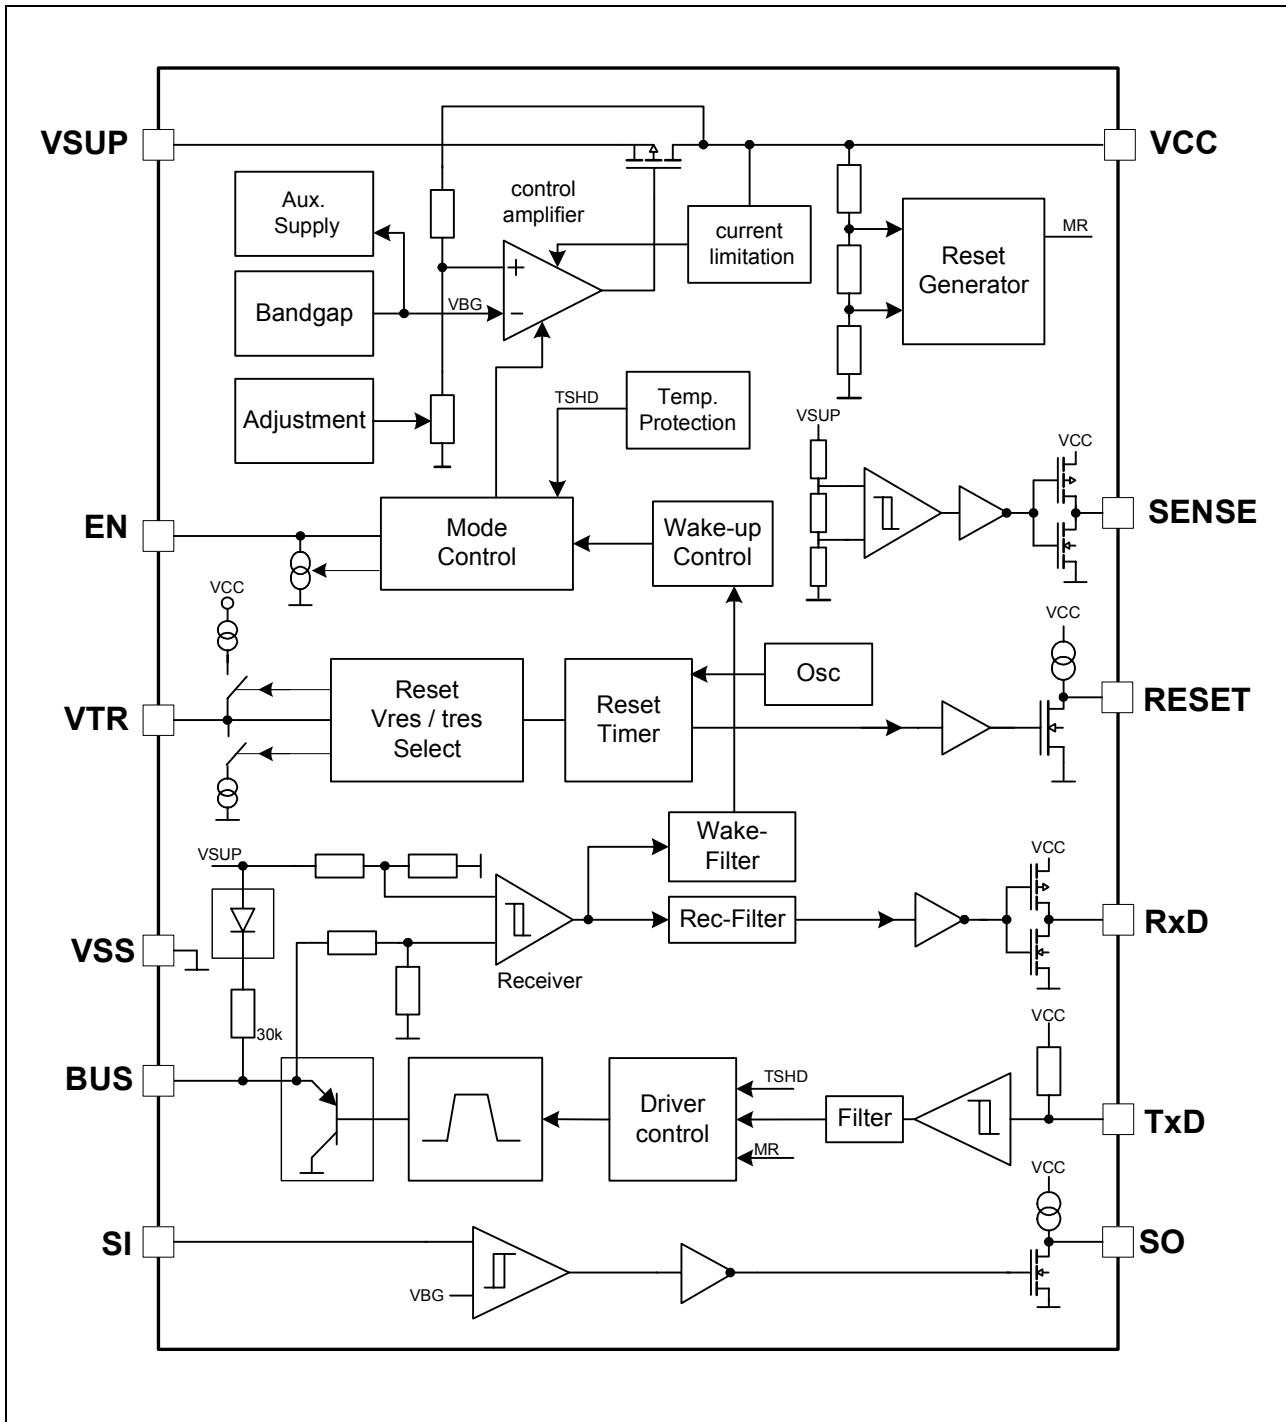 VSUP
VCC
Aux.
Supply
control
amplifier
current
limitation
Reset
Generator
MR
Bandgap
VBG
+
-
Adjustment
TSHD
Temp.
Protection
VSUP
VCC
EN
Mode
Control
Wake-up
Control
SENSE
VCC
VCC
VTR
Reset
Vres / tres
Select
Reset
Timer
Osc
RESET
Wake-
Filter
VSUP
VCC
Rec-Filter
RxD
VSS
Receiver
30k
VCC
BUS
Driver
control
TSHD
MR
Filter
TxD
VCC
SI
VBG
SO